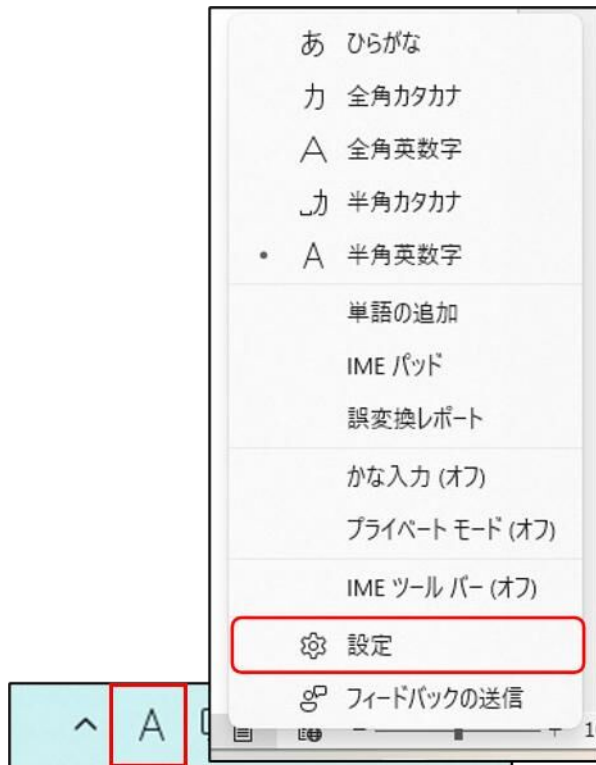 あ ひらがな
カ 全角カタカナ
A 全角英数字
_カ 半角カタカナ
• A 半角英数字
単語の追加
IME パッド
誤変換レポート
かな入力 (オフ)
プライベート モード (オフ)
IME ツール バー (オフ)
設定
フィードバックの送信
A